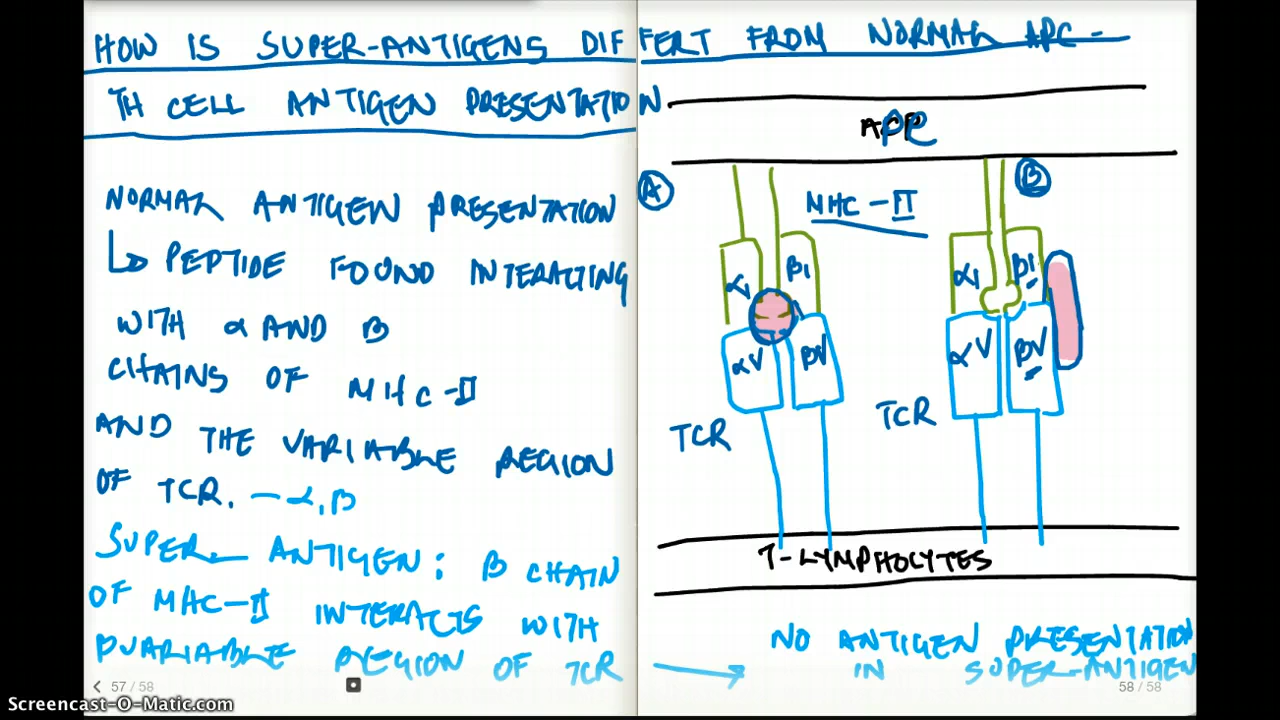 HOW IS SUPER-ANTIGENS DIFFERT FROM NORMAL APC -
TH CELL ANTIGEN PRESENTATION
NORMAL ANTIGEN PRESENTATION
↳ PEPTIDE FOUND INTERACTING
WITH α AND B
CHAINS OF MHC-II
AND THE VARIABLE REGION
OF TCR. - α, β
SUPER- ANTIGEN: B CHAIN
OF MHC-II INTERACTS WITH
BVARIABLE REGION OF TCR
APC
A
B
MHC - II
α1
β1
α1
β1
αV
βV
αV
βV
TCR
TCR
T-LYMPHOLYTES
NO ANTIGEN PRESENTATION
IN SUPER-ANTIGEN
57 / 58
58 / 58
Screencast-O-Matic.com